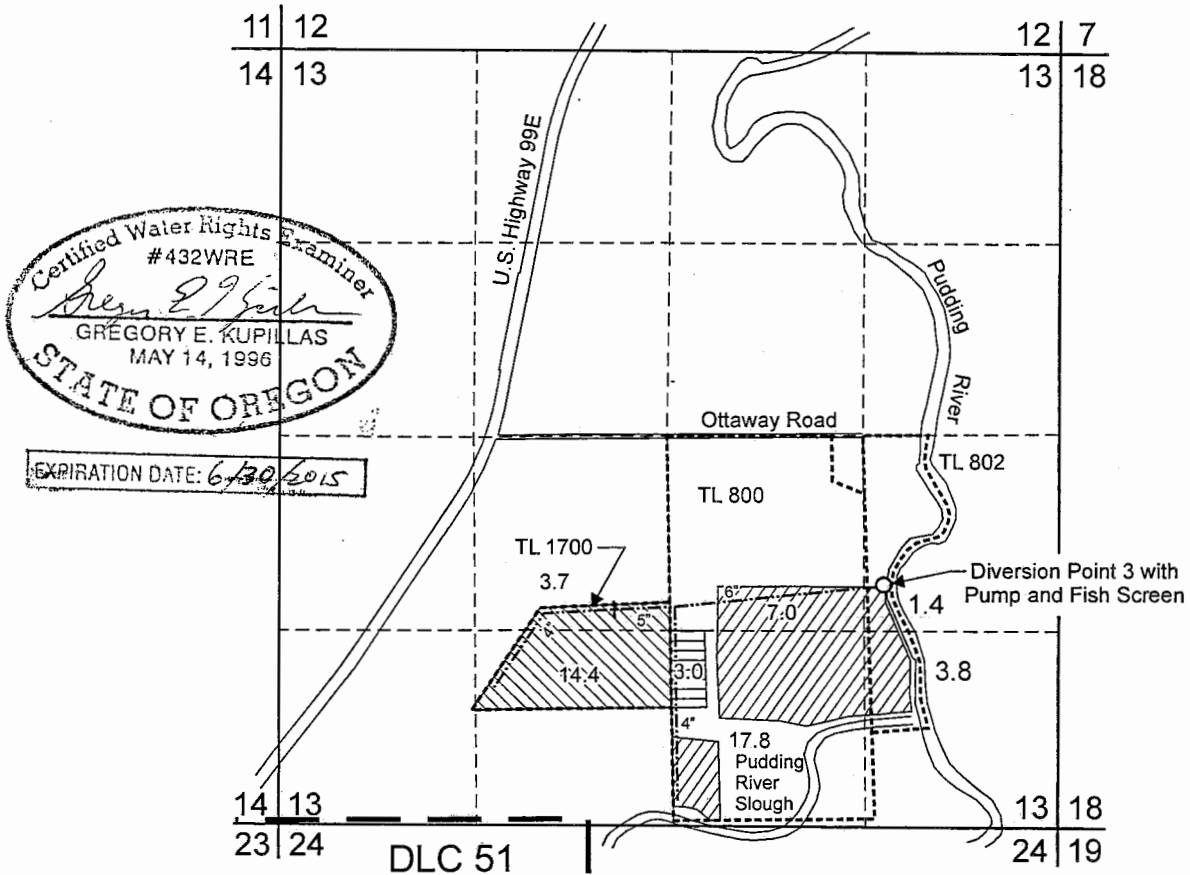 11 12
12 7
14 13
13 18
U.S. Highway 99E
Certified Water Rights Examiner
#432WRE
GREGORY E. KUPILLAS
MAY 14, 1996
STATE OF OREGON
EXPIRATION DATE: 6/30/2015
Pudding
River
Ottaway Road
TL 802
TL 800
TL 1700
3.7
Diversion Point 3 with
Pump and Fish Screen
6"
7.0
1.4
4"
5"
14.4
3.0
3.8
4"
17.8
Pudding
River
Slough
14 13
13 18
23 24
24 19
DLC 51